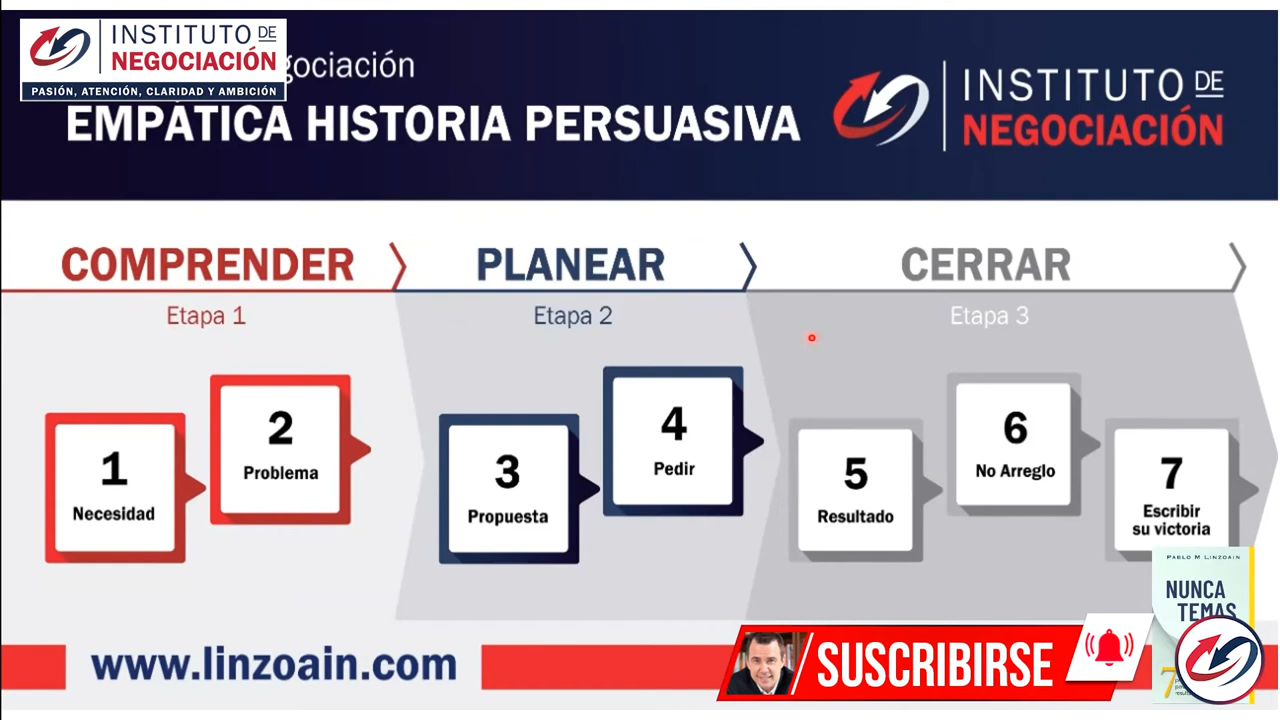 INSTITUTO DE
NEGOCIACIÓN
PASIÓN, ATENCIÓN, CLARIDAD Y AMBICIÓN
gociación
EMPÁTICA HISTORIA PERSUASIVA
INSTITUTO DE
NEGOCIACIÓN
COMPRENDER
PLANEAR
CERRAR
Etapa 1
Etapa 2
Etapa 3
1
Necesidad
2
Problema
3
Propuesta
4
Pedir
5
Resultado
6
No Arreglo
7
Escribir
su victoria
PABLO M LINZOAIN
NUNCA
TEMAS
7
www.linzoain.com
SUSCRIBIRSE